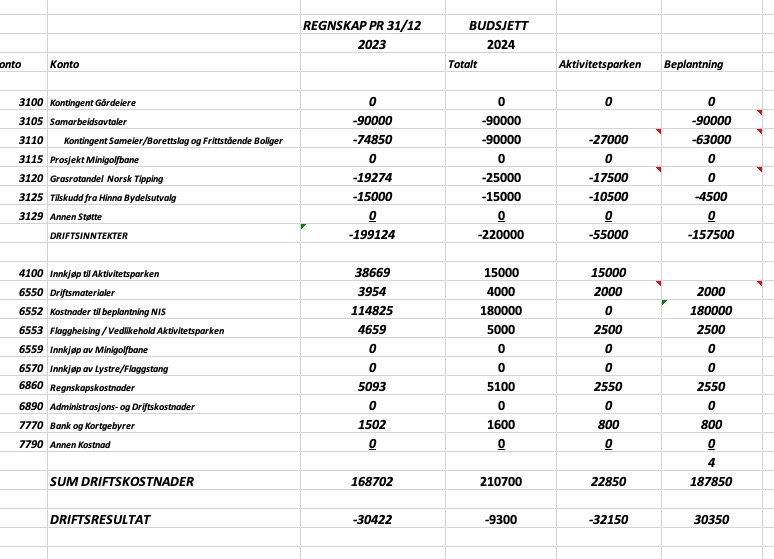 REGNSKAP PR 31/12 BUDSJETT
2023 2024
onto Konto Totalt Aktivitetsparken Beplantning
3100 Kontingent Gårdeiere 0 0 0 0
3105 Samarbeidsavtaler -90000 -90000 -90000
3110 Kontingent Sameier/Borettslag og Frittstående Boliger -74850 -90000 -27000 -63000
3115 Prosjekt Minigolfbane 0 0 0 0
3120 Grasrotandel Norsk Tipping -19274 -25000 -17500 0
3125 Tilskudd fra Hinna Bydelsutvalg -15000 -15000 -10500 -4500
3129 Annen Støtte 0 0 0 0
DRIFTSINNTEKTER -199124 -220000 -55000 -157500
4100 Innkjøp til Aktivitetsparken 38669 15000 15000
6550 Driftsmaterialer 3954 4000 2000 2000
6552 Kostnader til beplantning NIS 114825 180000 0 180000
6553 Flaggheising / Vedlikehold Aktivitetsparken 4659 5000 2500 2500
6559 Innkjøp av Minigolfbane 0 0 0 0
6570 Innkjøp av Lystre/Flaggstang 0 0 0 0
6860 Regnskapskostnader 5093 5100 2550 2550
6890 Administrasjons- og Driftskostnader 0 0 0 0
7770 Bank og Kortgebyrer 1502 1600 800 800
7790 Annen Kostnad 0 0 0 0
4
SUM DRIFTSKOSTNADER 168702 210700 22850 187850
DRIFTSRESULTAT -30422 -9300 -32150 30350